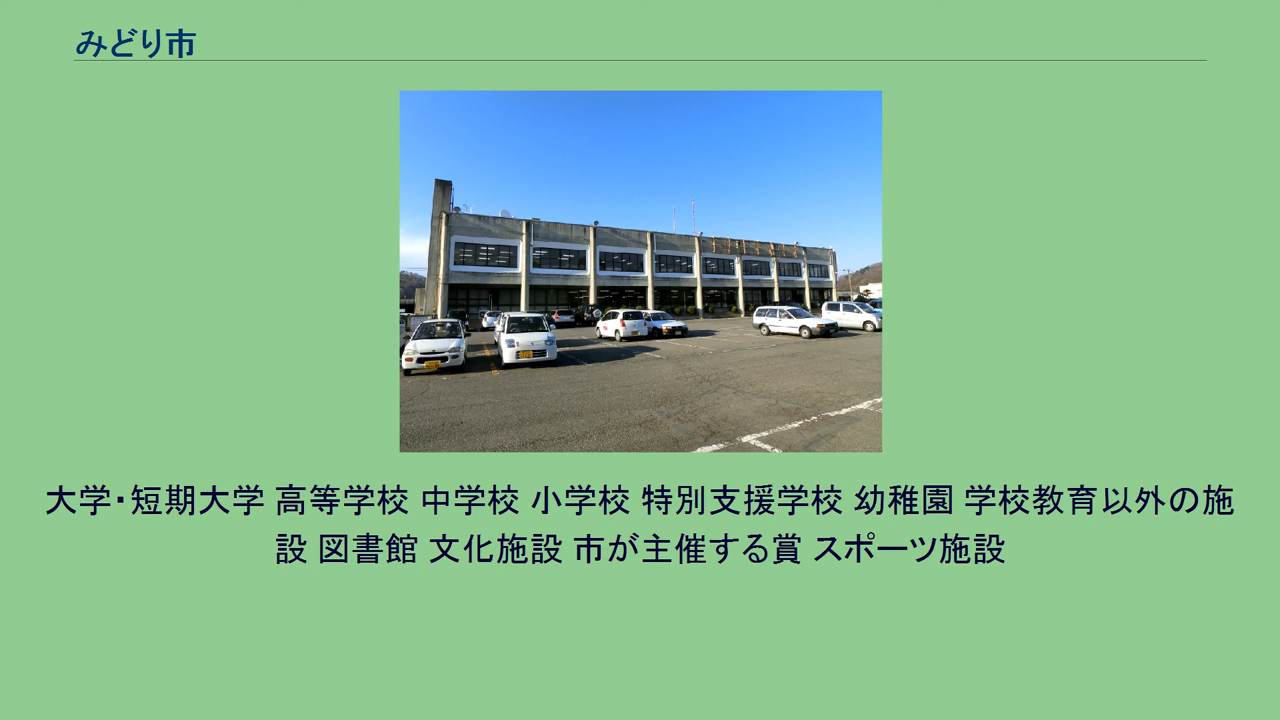 みどり市
大学・短期大学 高等学校 中学校 小学校 特別支援学校 幼稚園 学校教育以外の施
設 図書館 文化施設 市が主催する賞 スポーツ施設